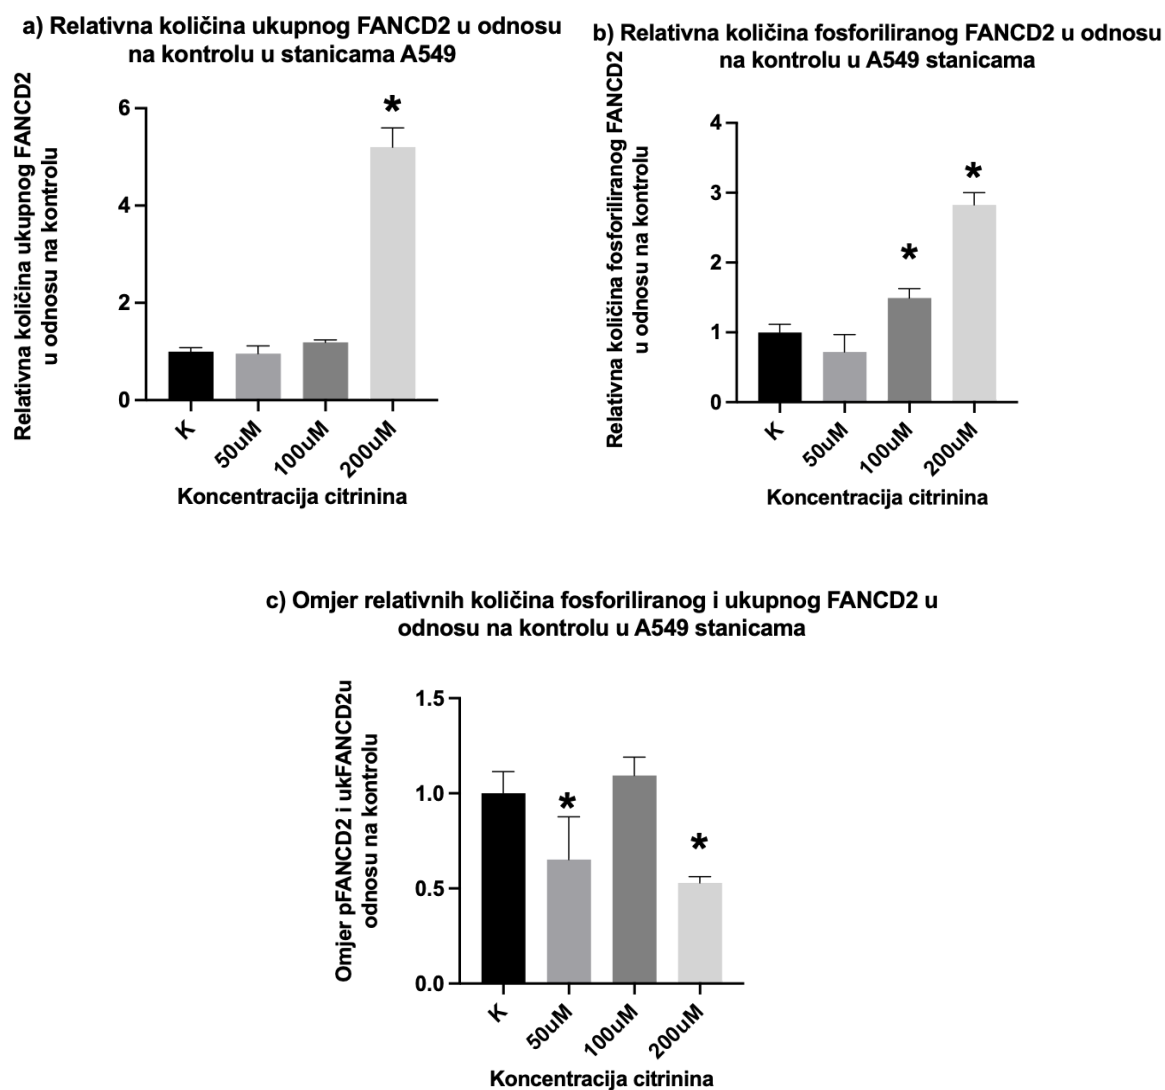 a) Relativna količina ukupnog FANCD2 u odnosu
na kontrolu u stanicama A549
Relativna količina ukupnog FANCD2
u odnosu na kontrolu
6
4
2
0
*
K
50uM
100uM
200uM
Koncentracija citrinina
b) Relativna količina fosforiliranog FANCD2 u odnosu
na kontrolu u A549 stanicama
Relativna količina fosforiliranog FANCD2
u odnosu na kontrolu
4
3
2
1
0
*
*
K
50uM
100uM
200uM
Koncentracija citrinina
c) Omjer relativnih količina fosforiliranog i ukupnog FANCD2 u
odnosu na kontrolu u A549 stanicama
Omjer pFANCD2 i ukFANCD2u
odnosu na kontrolu
1.5
1.0
0.5
0.0
*
*
K
50uM
100uM
200uM
Koncentracija citrinina